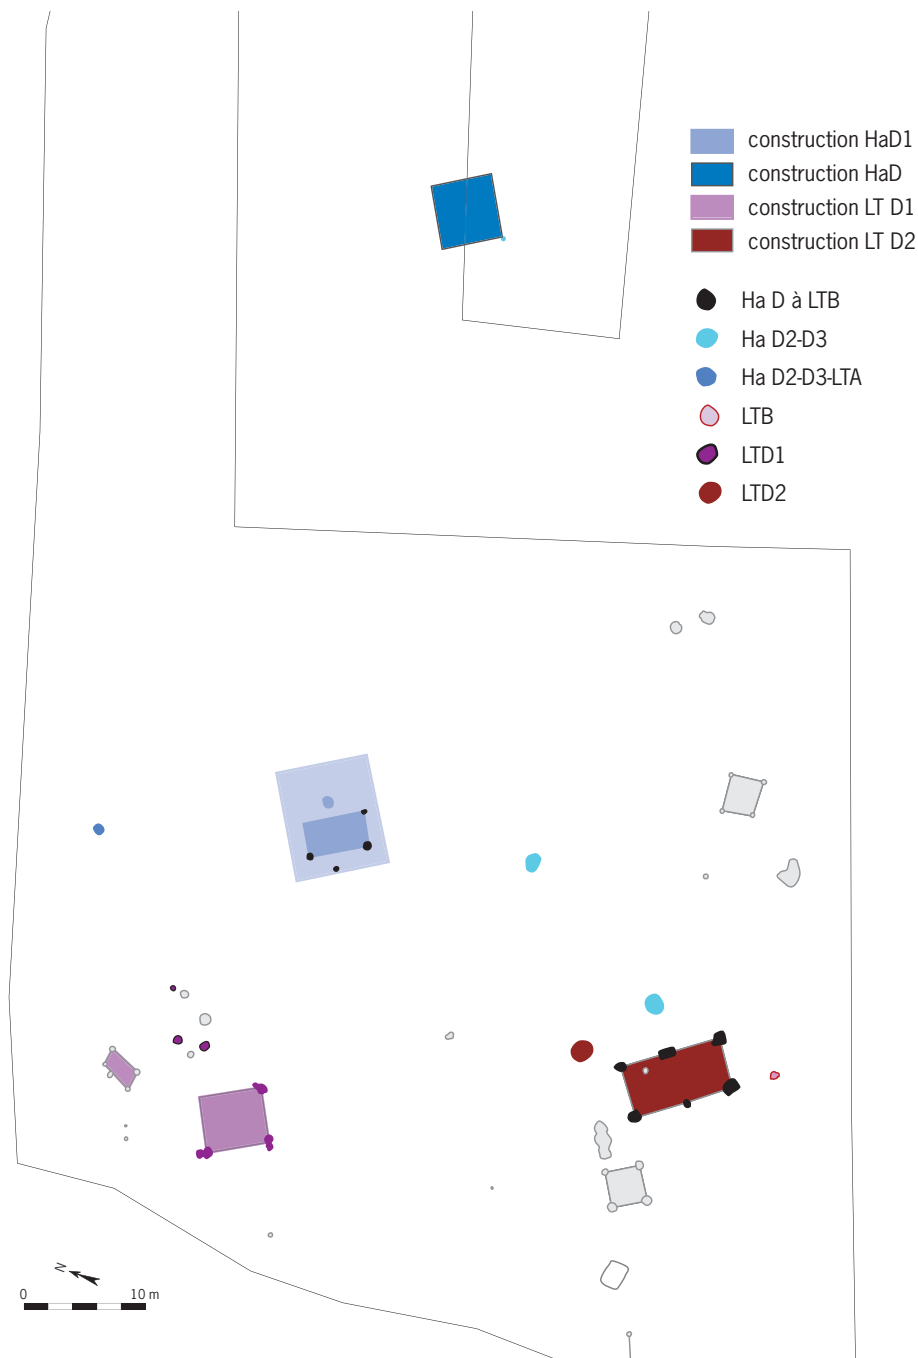 construction HaD1
construction HaD
construction LT D1
construction LT D2
Ha D à LTB
Ha D2-D3
Ha D2-D3-LTA
LTB
LTD1
LTD2
N
0 10 m